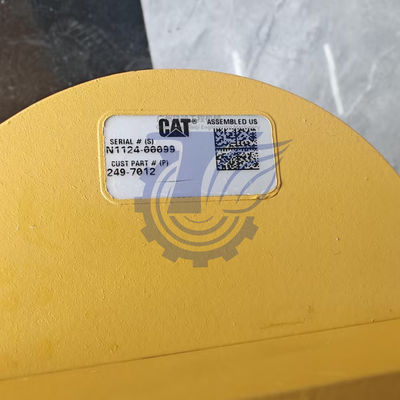 CAT® ASSEMBLED US
SERIAL # (S)
N1124-00099
CUST PART # (P)
249-7012